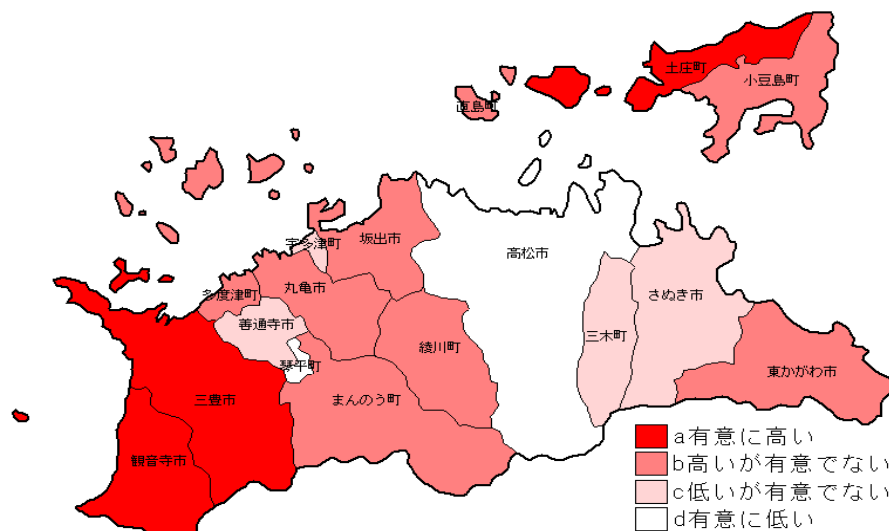 土庄町
小豆島町
直島町
宇多津町
坂出市
高松市
多度津町
丸亀市
さぬき市
善通寺市
三木町
綾川町
琴平町
東かがわ市
まんのう町
三豊市
観音寺市
a有意に高い
b高いが有意でない
c低いが有意でない
d有意に低い